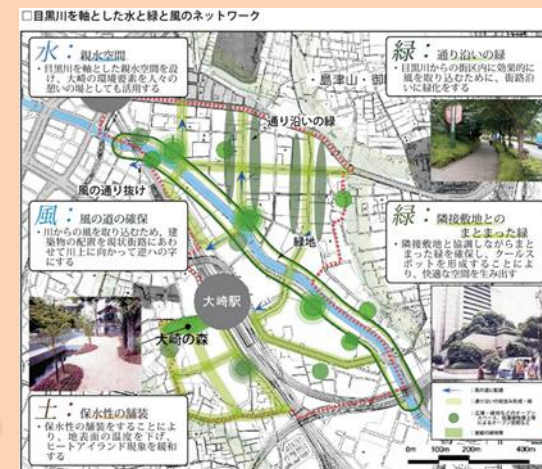 □目黒川を軸とした水と緑と風のネットワーク
水：親水空間
・目黒川を軸とした親水空間を設
け、大崎の環境要素を人々の
憩いの場としても活用する
緑：通り沿いの緑
・目黒川からの街区内に効果的に
風を取り込むために、街路沿
いに緑化をする
島津山・御
通り沿いの緑
風の通り抜け
風：風の道の確保
・川からの風を取り込むため、建
築物の配置を現状街路にあわ
せて川上に向かって逆ハの字
にする
緑：隣接敷地との
まとまった緑
・隣接敷地と協調しながらまと
まった緑を確保し、クールス
ポットを形成することによ
り、快適な空間を生み出す
緑地
大崎駅
大崎の森
土：保水性の舗装
・保水性の舗装をすることによ
り、地表面の温度を下げ、
ヒートアイランド現象を緩和
する
0m 100m 200m 400m